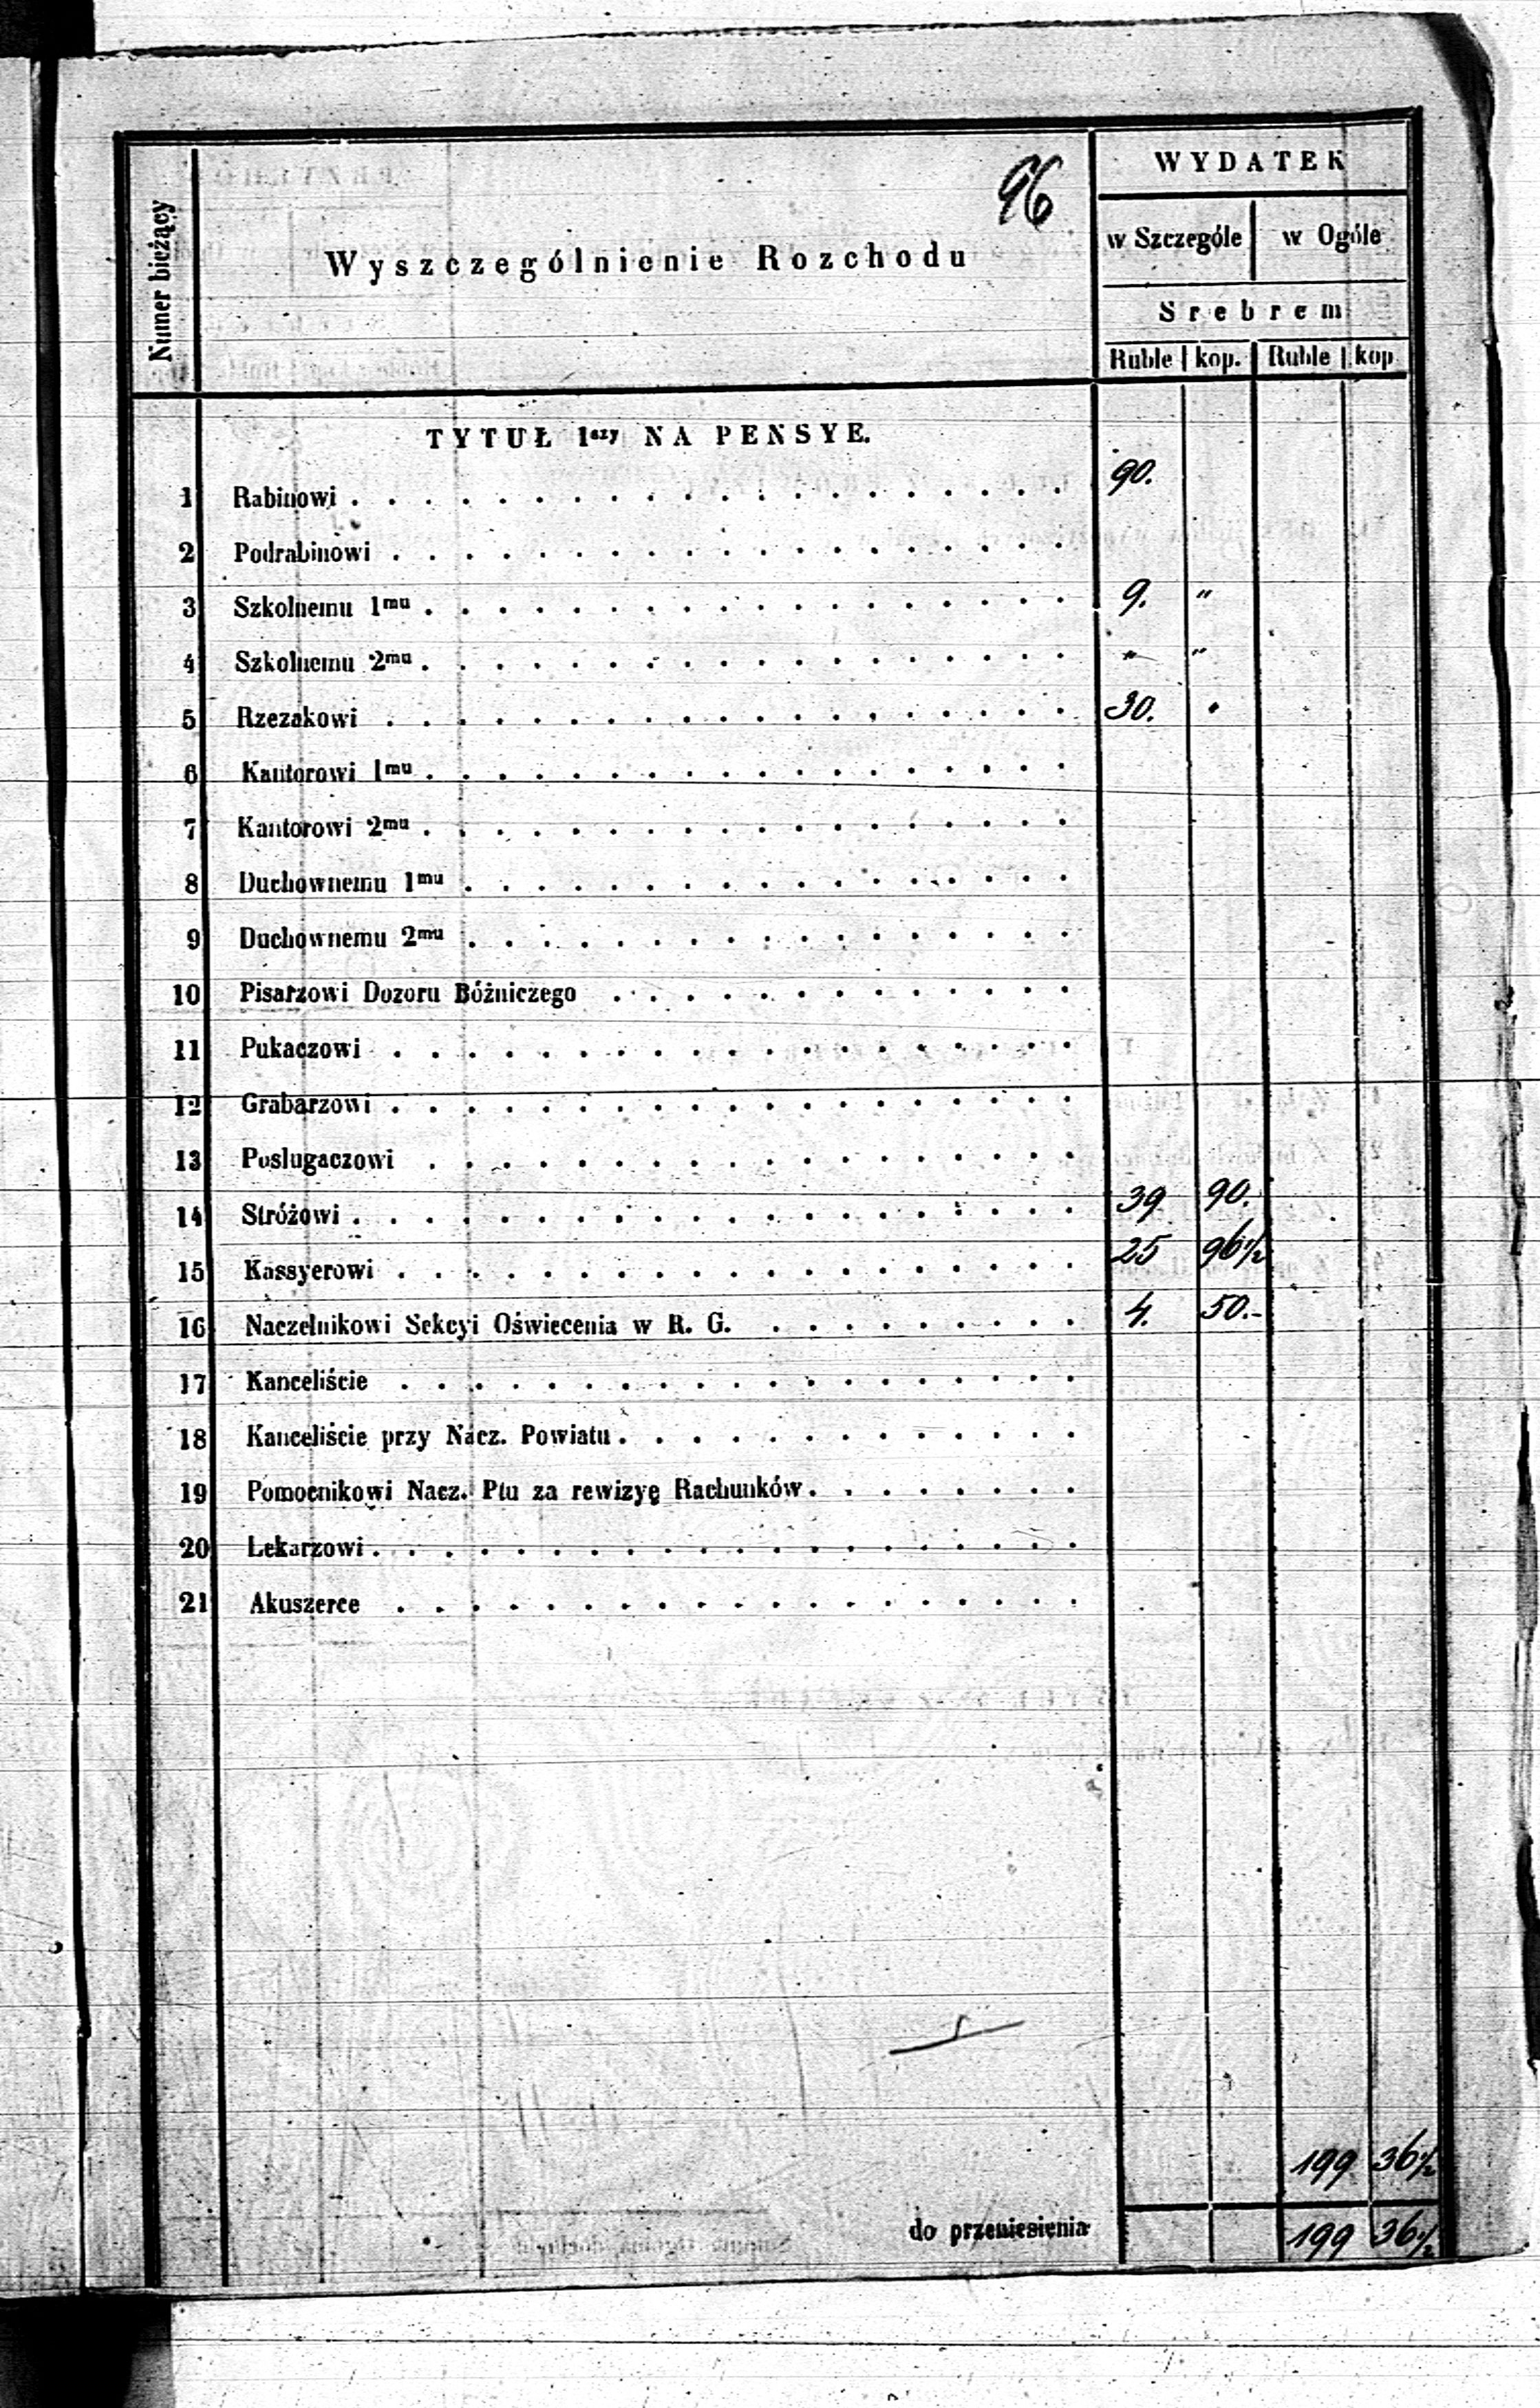 96
Numer bieżący
Wyszczególnienie Rozchodu
WYDATEK
w Szczególe w Ogóle
Srebrem
Ruble kop. Ruble kop
TYTUŁ 1szy NA PENSYE.
1 Rabinowi . . . . . . . . . . . . . . . . . . . . 90.
2 Podrabinowi . . . . . . . . . . . . . . . . . . .
3 Szkolnemu 1mu . . . . . . . . . . . . . . . . . . 9. "
4 Szkolnemu 2mu . . . . . . . . . . . . . . . . . . " "
5 Rzezakowi . . . . . . . . . . . . . . . . . . . 30. "
6 Kantorowi 1mu . . . . . . . . . . . . . . . . . .
7 Kantorowi 2mu . . . . . . . . . . . . . . . . . .
8 Duchownemu 1mu . . . . . . . . . . . . . . . . .
9 Duchownemu 2mu . . . . . . . . . . . . . . . . .
10 Pisarzowi Dozoru Bóżniczego . . . . . . . . . . . . .
11 Pukaczowi . . . . . . . . . . . . . . . . . . .
12 Grabarzowi . . . . . . . . . . . . . . . . . . .
13 Poslugaczowi . . . . . . . . . . . . . . . . . .
14 Stróżowi . . . . . . . . . . . . . . . . . . . . 39 90.
15 Kassyerowi . . . . . . . . . . . . . . . . . . . 25 96½
16 Naczelnikowi Sekcyi Oświecenia w R. G. . . . . . . . . . 4. 50.-
17 Kanceliście . . . . . . . . . . . . . . . . . . .
18 Kanceliście przy Nacz. Powiatu . . . . . . . . . . . . .
19 Pomocnikowi Nacz. Ptu za rewizyę Rachunków . . . . . . . .
20 Lekarzowi . . . . . . . . . . . . . . . . . . . .
21 Akuszerce . . . . . . . . . . . . . . . . . . .
199 36½
do przeniesienia 199 36½